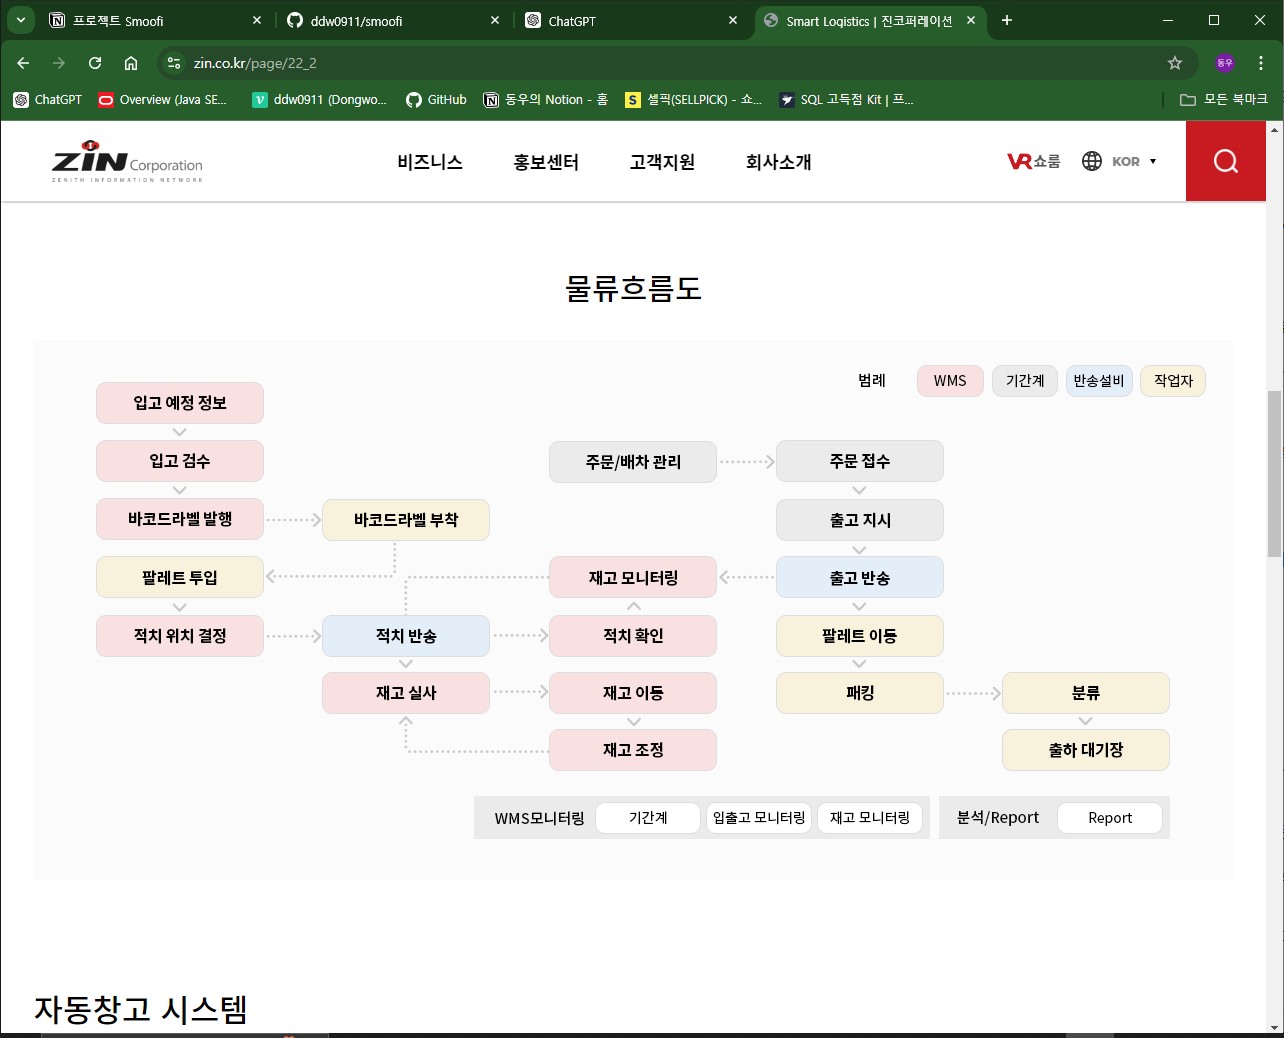 프로젝트 Smoofi
ddw0911/smoofi
ChatGPT
Smart Logistics | 진코퍼레이션
zin.co.kr/page/22_2
동우
ChatGPT
Overview (Java SE...
ddw0911 (Dongwo...
GitHub
동우의 Notion - 홈
셀픽(SELLPICK) - 쇼...
SQL 고득점 Kit | 프...
모든 북마크
ZIN Corporation
ZENITH INFORMATION NETWORK
비즈니스
홍보센터
고객지원
회사소개
VR쇼룸
KOR
물류흐름도
범례
WMS
기간계
반송설비
작업자
입고 예정 정보
입고 검수
주문/배차 관리
주문 접수
바코드라벨 발행
바코드라벨 부착
출고 지시
팔레트 투입
재고 모니터링
출고 반송
적치 위치 결정
적치 반송
적치 확인
팔레트 이동
재고 실사
재고 이동
패킹
분류
재고 조정
출하 대기장
WMS모니터링
기간계
입출고 모니터링
재고 모니터링
분석/Report
Report
자동창고 시스템